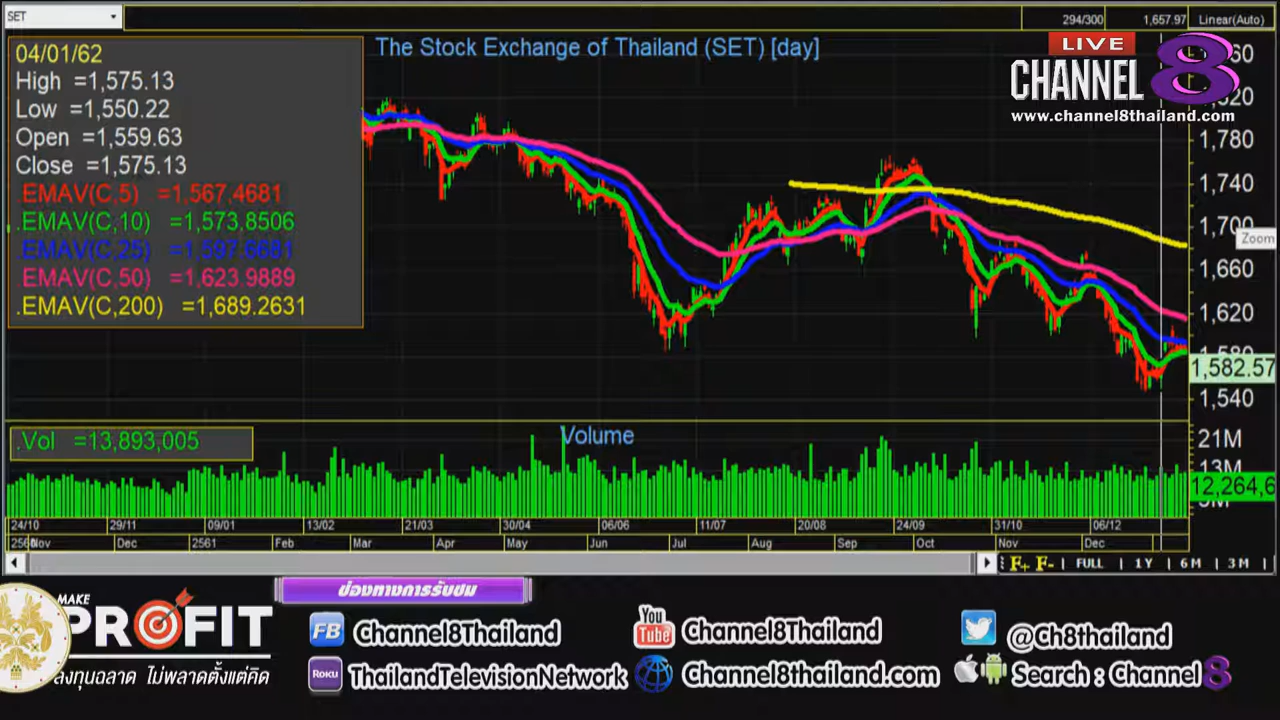 SET
294/300
1,657.97
Linear(Auto)
The Stock Exchange of Thailand (SET) [day]
LIVE
CHANNEL 8
www.channel8thailand.com
04/01/62
High =1,575.13
Low =1,550.22
Open =1,559.63
Close =1,575.13
.EMAV(C,5) =1,567.4681
.EMAV(C,10) =1,573.8506
.EMAV(C,25) =1,597.6681
.EMAV(C,50) =1,623.9889
.EMAV(C,200) =1,689.2631
1,780
1,740
1,700
Zoom
1,660
1,620
1,580
1,582.57
1,540
.Vol =13,893,005
Volume
21M
13M
12,264,6
24/10 29/11 09/01 13/02 21/03 30/04 06/06 11/07 20/08 24/09 31/10 06/12
Nov Dec 2561 Feb Mar Apr May Jun Jul Aug Sep Oct Nov Dec
F+ F- | FULL | 1Y | 6M | 3M |
ช่องทางการรับชม
MAKE
PROFIT
ลงทุนฉลาด ไม่พลาดตั้งแต่คิด
FB Channel8Thailand
You Tube Channel8Thailand
@Ch8thailand
Roku ThailandTelevisionNetwork
Channel8thailand.com
Search : Channel 8